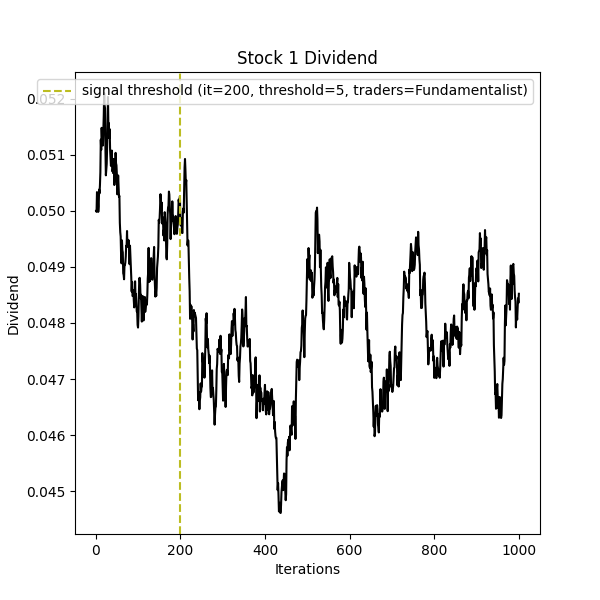 Stock 1 Dividend
signal threshold (it=200, threshold=5, traders=Fundamentalist)
0.052
0.051
0.050
0.049
0.048
0.047
0.046
0.045
Dividend
0 200 400 600 800 1000
Iterations